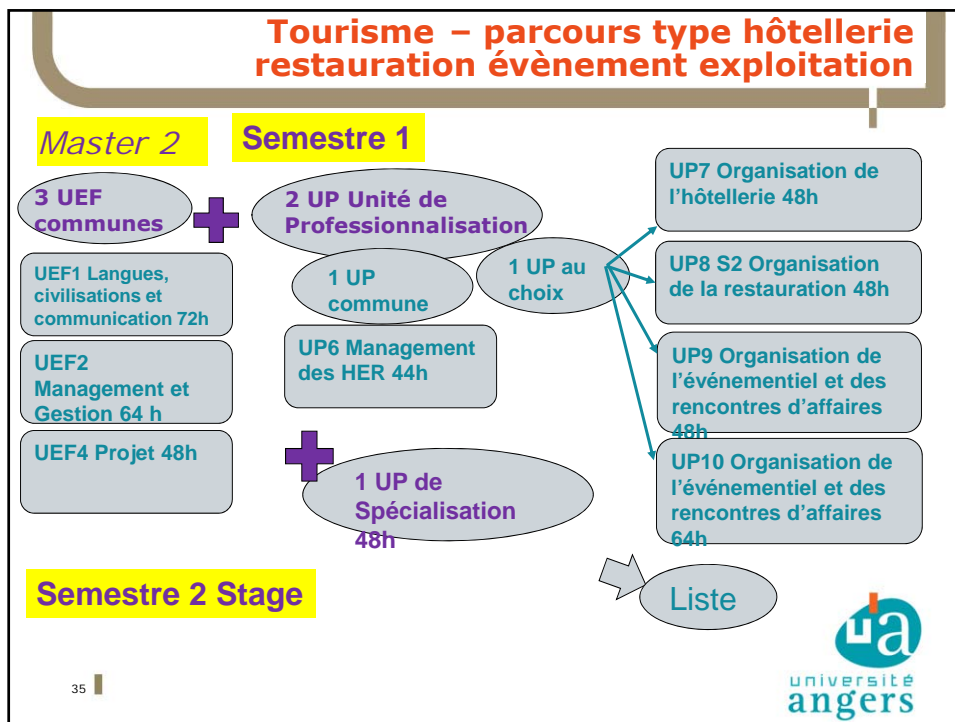 Tourisme – parcours type hôtellerie
restauration évènement exploitation
Master 2
Semestre 1
3 UEF
communes
UEF1 Langues,
civilisations et
communication 72h
UEF2
Management et
Gestion 64 h
UEF4 Projet 48h
2 UP Unité de
Professionnalisation
1 UP
commune
1 UP au
choix
UP6 Management
des HER 44h
1 UP de
Spécialisation
48h
UP7 Organisation de
l’hôtellerie 48h
UP8 S2 Organisation
de la restauration 48h
UP9 Organisation de
l’événementiel et des
rencontres d’affaires
48h
UP10 Organisation de
l’événementiel et des
rencontres d’affaires
64h
Liste
Semestre 2 Stage
35
ua
université
angers